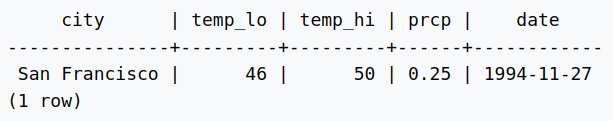 city      | temp_lo | temp_hi | prcp |    date
---------------+---------+---------+------+------------
 San Francisco |      46 |      50 | 0.25 | 1994-11-27
(1 row)